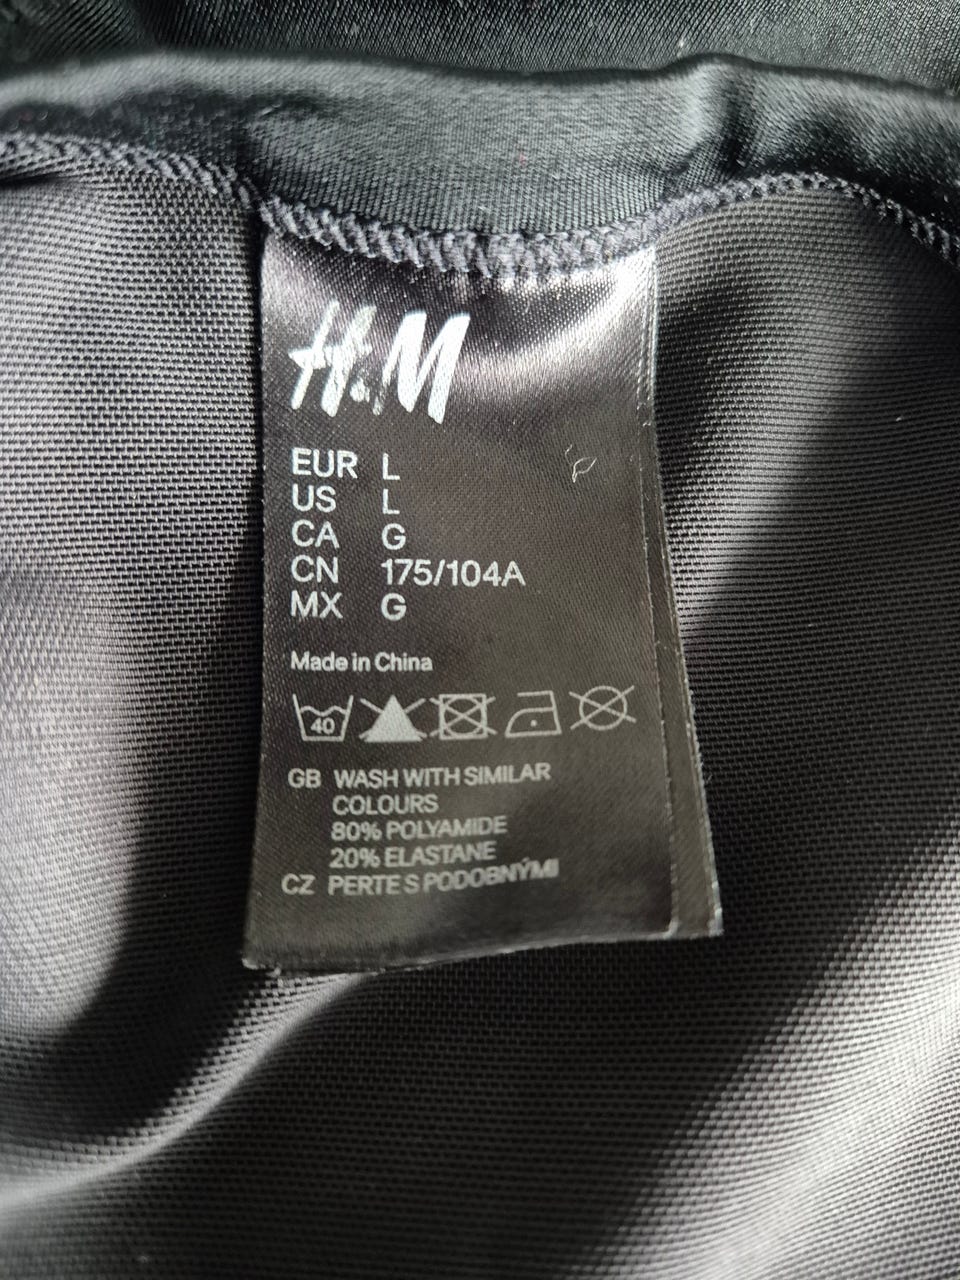 H&M
EUR L
US L
CA G
CN 175/104A
MX G
Made in China
40
GB WASH WITH SIMILAR
COLOURS
80% POLYAMIDE
20% ELASTANE
CZ PERTE S PODOBNÝMI